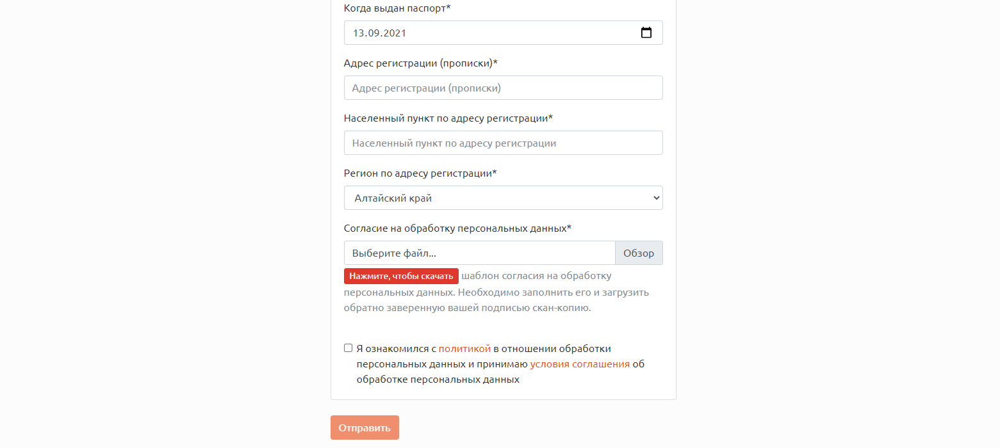 Когда выдан паспорт*
13.09.2021
Адрес регистрации (прописки)*
Адрес регистрации (прописки)
Населенный пункт по адресу регистрации*
Населенный пункт по адресу регистрации
Регион по адресу регистрации*
Алтайский край
Согласие на обработку персональных данных*
Выберите файл... Обзор
Нажмите, чтобы скачать шаблон согласия на обработку
персональных данных. Необходимо заполнить его и загрузить
обратно заверенную вашей подписью скан-копию.
Я ознакомился с политикой в отношении обработки
персональных данных и принимаю условия соглашения об
обработке персональных данных
Отправить